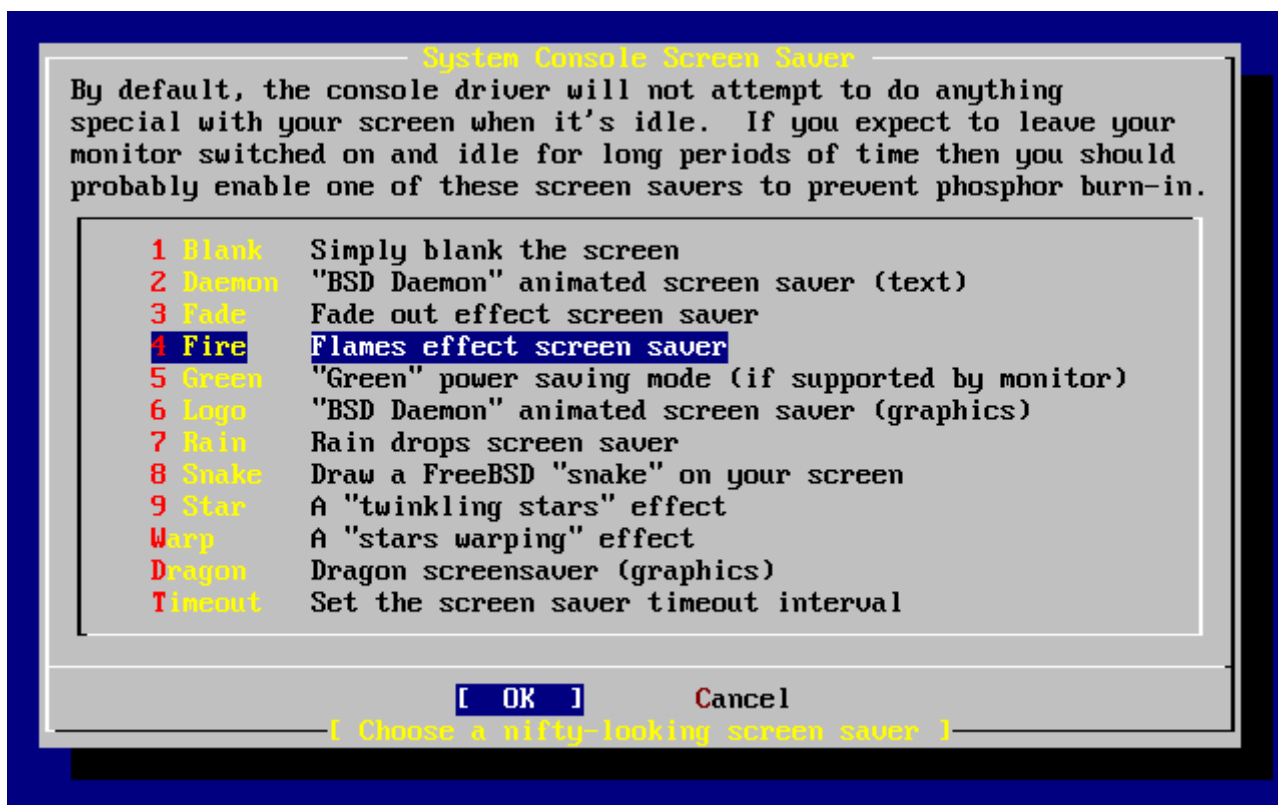 System Console Screen Saver
By default, the console driver will not attempt to do anything
special with your screen when it's idle.  If you expect to leave your
monitor switched on and idle for long periods of time then you should
probably enable one of these screen savers to prevent phosphor burn-in.
1 Blank Simply blank the screen
2 Daemon "BSD Daemon" animated screen saver (text)
3 Fade Fade out effect screen saver
4 Fire Flames effect screen saver
5 Green "Green" power saving mode (if supported by monitor)
6 Logo "BSD Daemon" animated screen saver (graphics)
7 Rain Rain drops screen saver
8 Snake Draw a FreeBSD "snake" on your screen
9 Star A "twinkling stars" effect
Warp A "stars warping" effect
Dragon Dragon screensaver (graphics)
Timeout Set the screen saver timeout interval
[ OK ] Cancel
[ Choose a nifty-looking screen saver ]